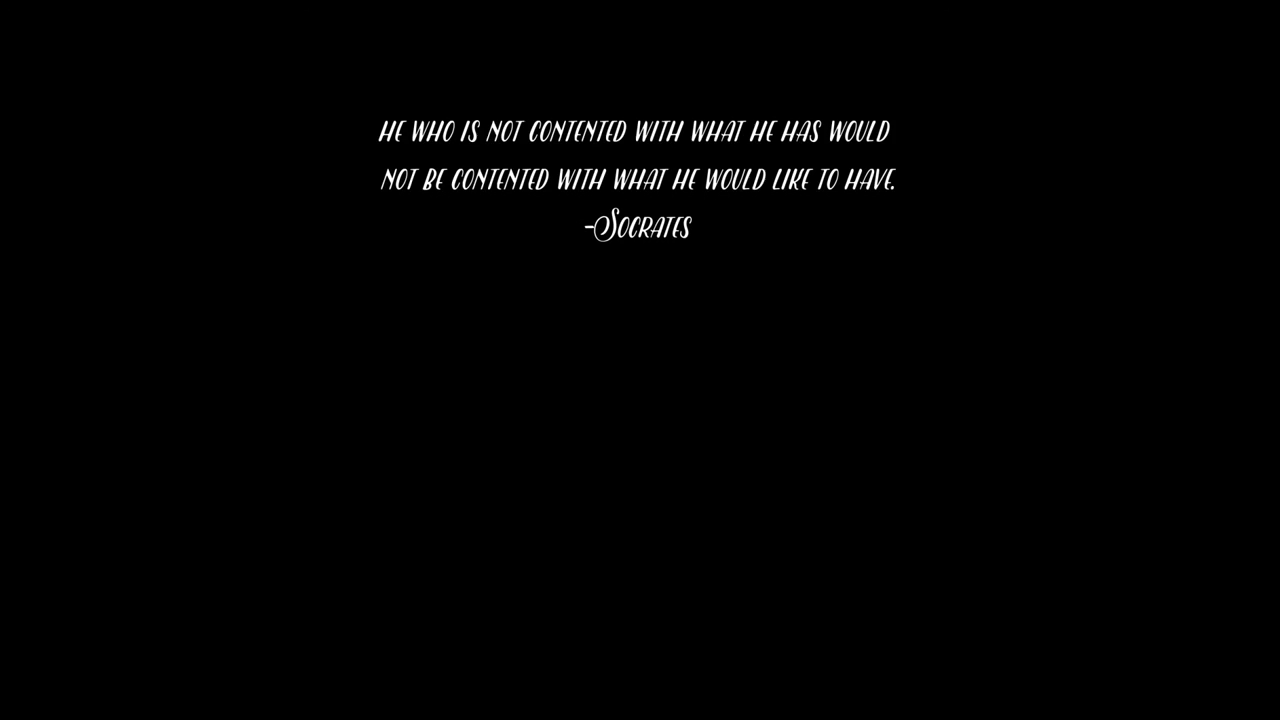 HE WHO IS NOT CONTENTED WITH WHAT HE HAS WOULD
NOT BE CONTENTED WITH WHAT HE WOULD LIKE TO HAVE.
-SOCRATES